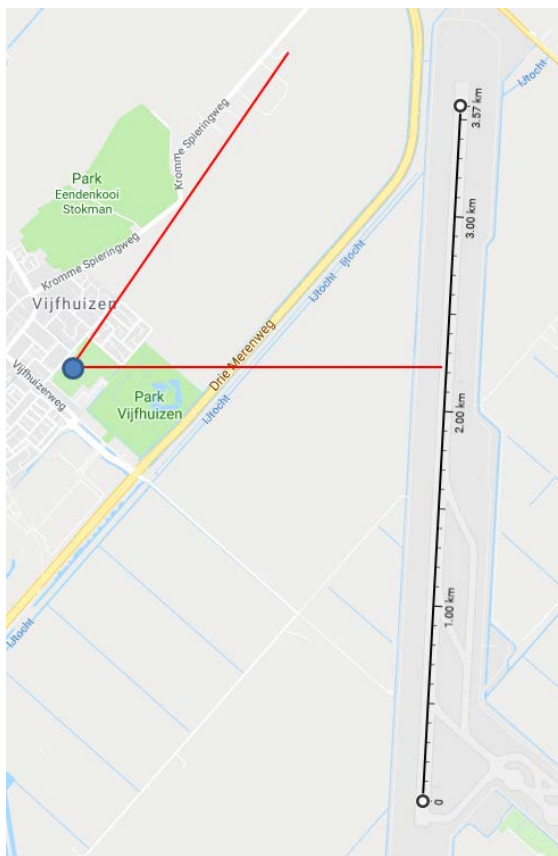 IJtocht
IJtocht
3.57 km
Kromme Spieringweg
Park
Eendenkooi
Stokman
3.00 km
Kromme Spieringweg
IJtocht
Ijtocht
Vijfhuizen
Drie Merenweg
Vijfhuizerweg
Park
Vijfhuizen
IJtocht
2.00 km
1.00 km
IJtocht
0